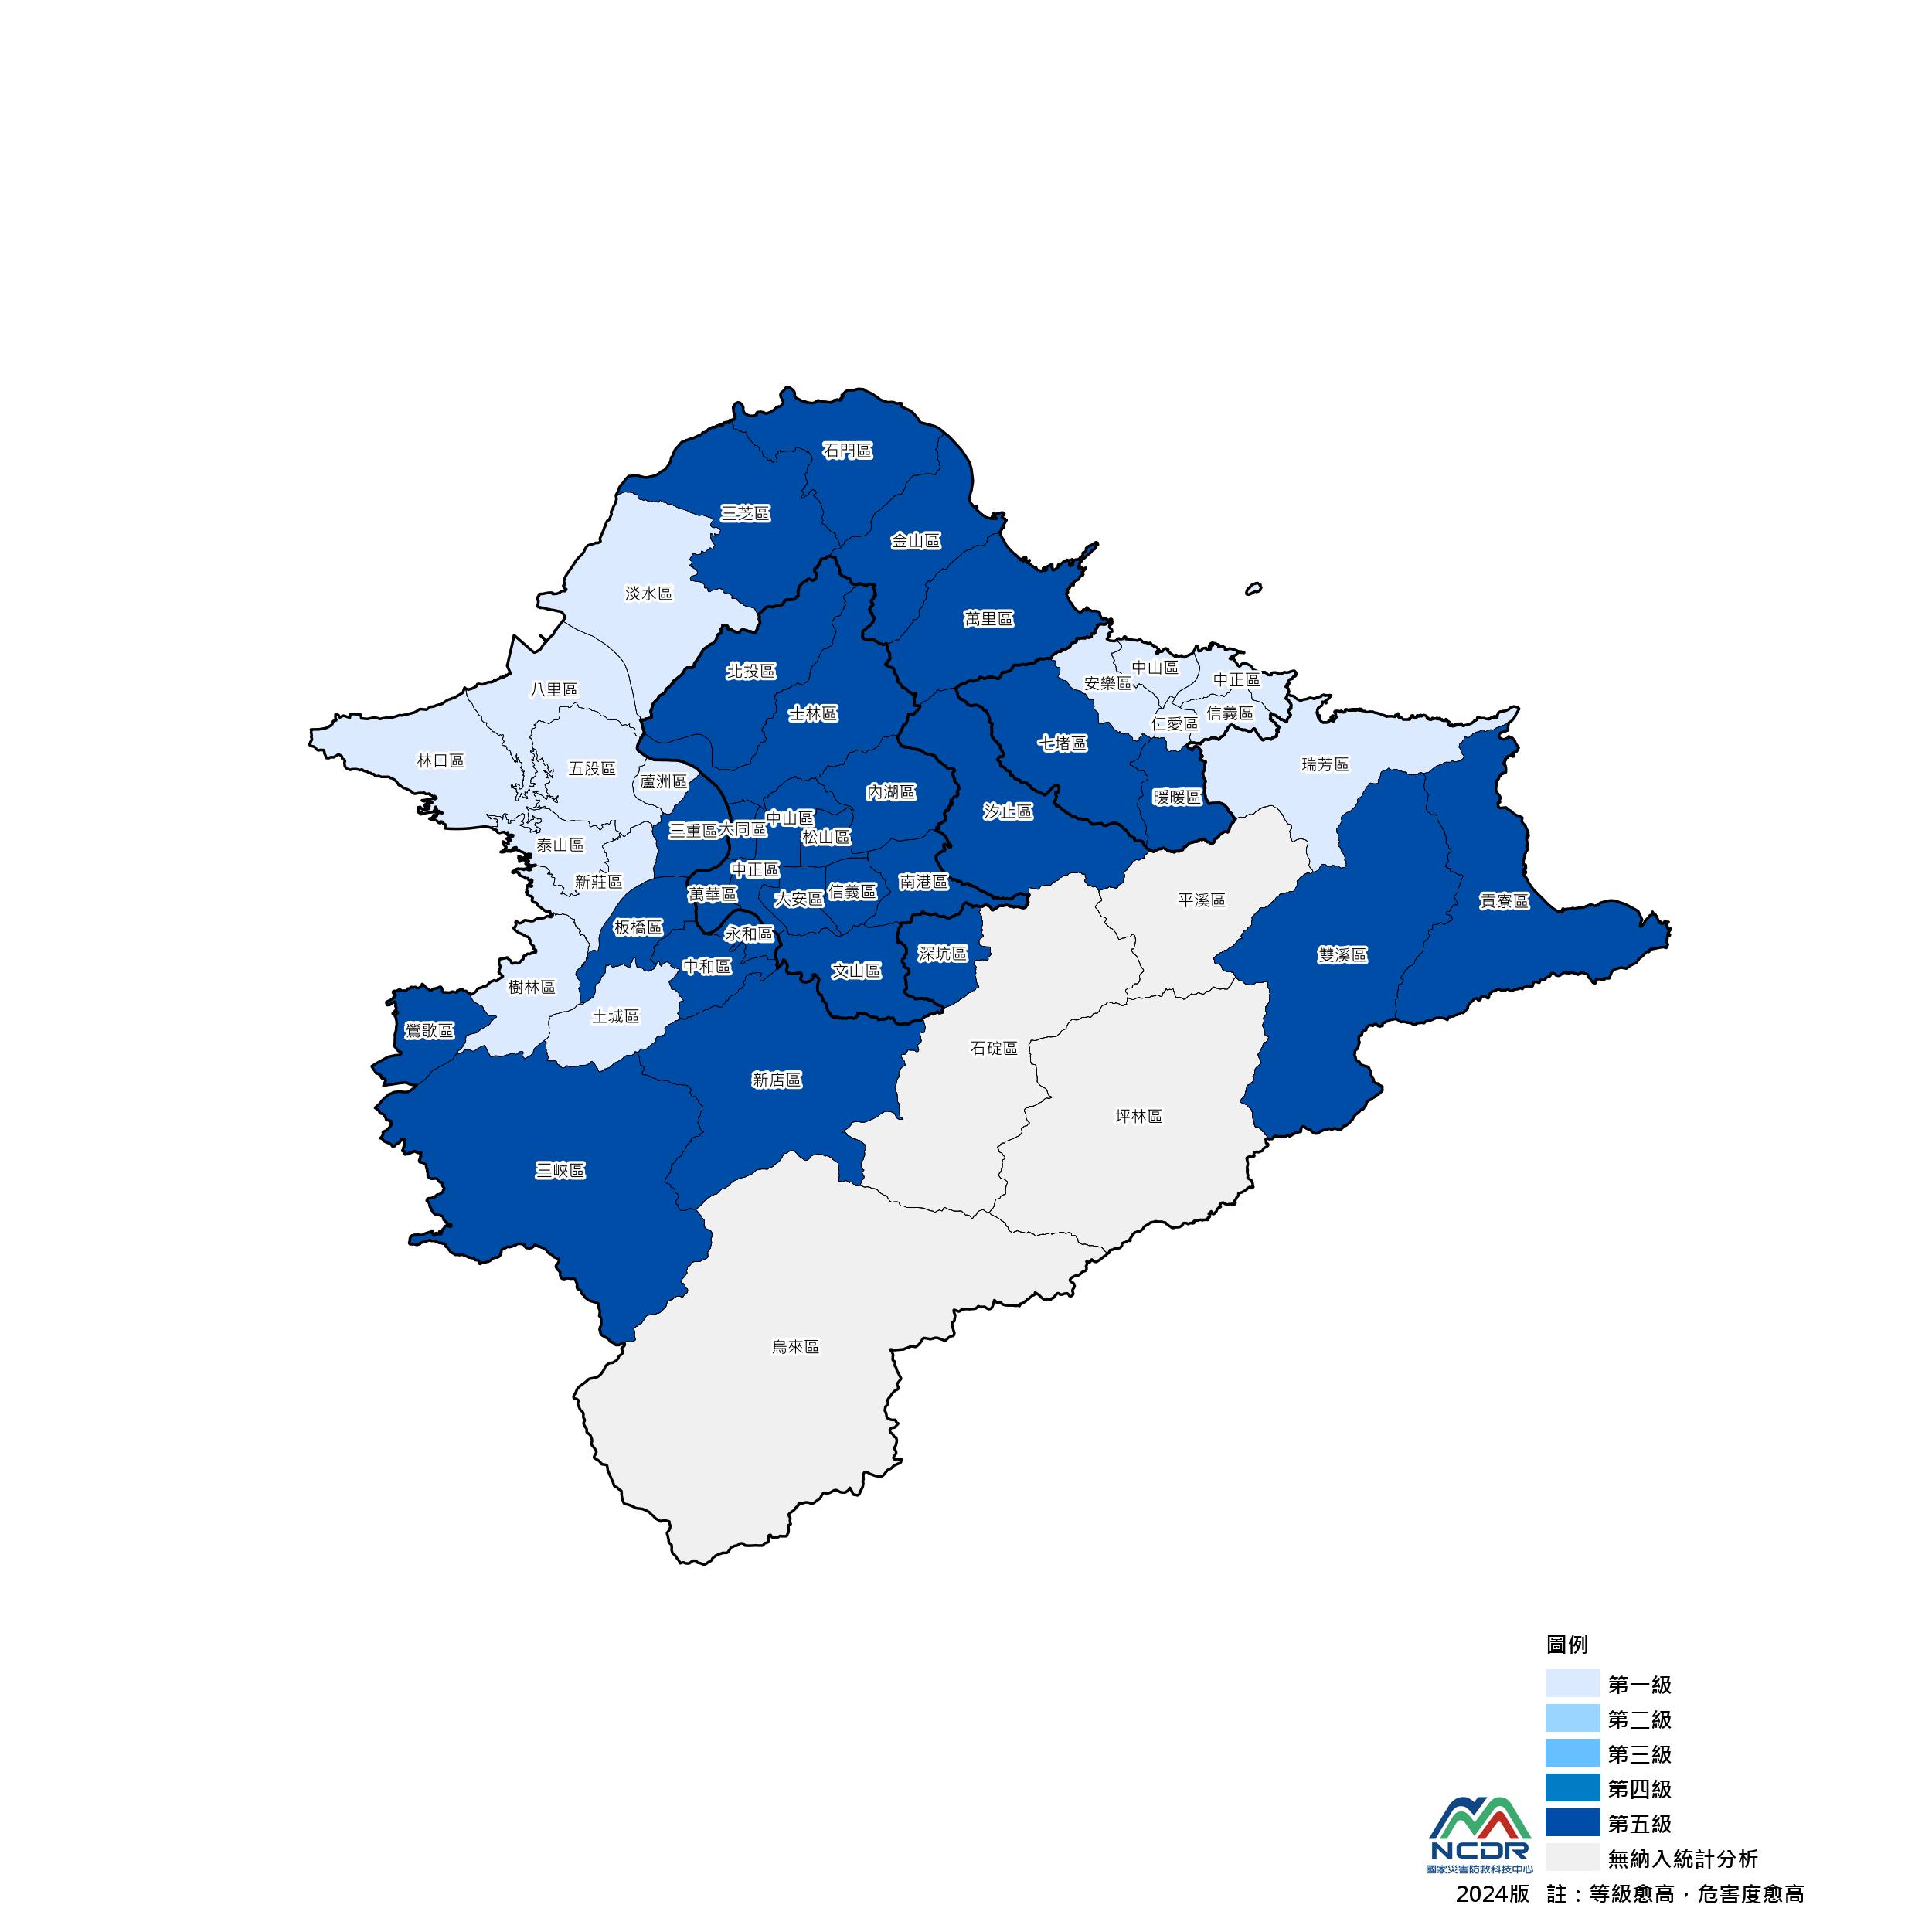 石門區
三芝區
金山區
淡水區
萬里區
北投區
中山區
中正區
安樂區
八里區
士林區
信義區
仁愛區
七堵區
林口區
五股區
瑞芳區
蘆洲區
內湖區
暖暖區
汐止區
中山區
三重區
大同區
松山區
泰山區
中正區
新莊區
南港區
萬華區
信義區
大安區
平溪區
貢寮區
板橋區
永和區
深坑區
雙溪區
中和區
文山區
樹林區
土城區
鶯歌區
石碇區
新店區
坪林區
三峽區
烏來區
圖例
第一級
第二級
第三級
第四級
第五級
無納入統計分析
NCDR
國家災害防救科技中心
2024版 註：等級愈高，危害度愈高